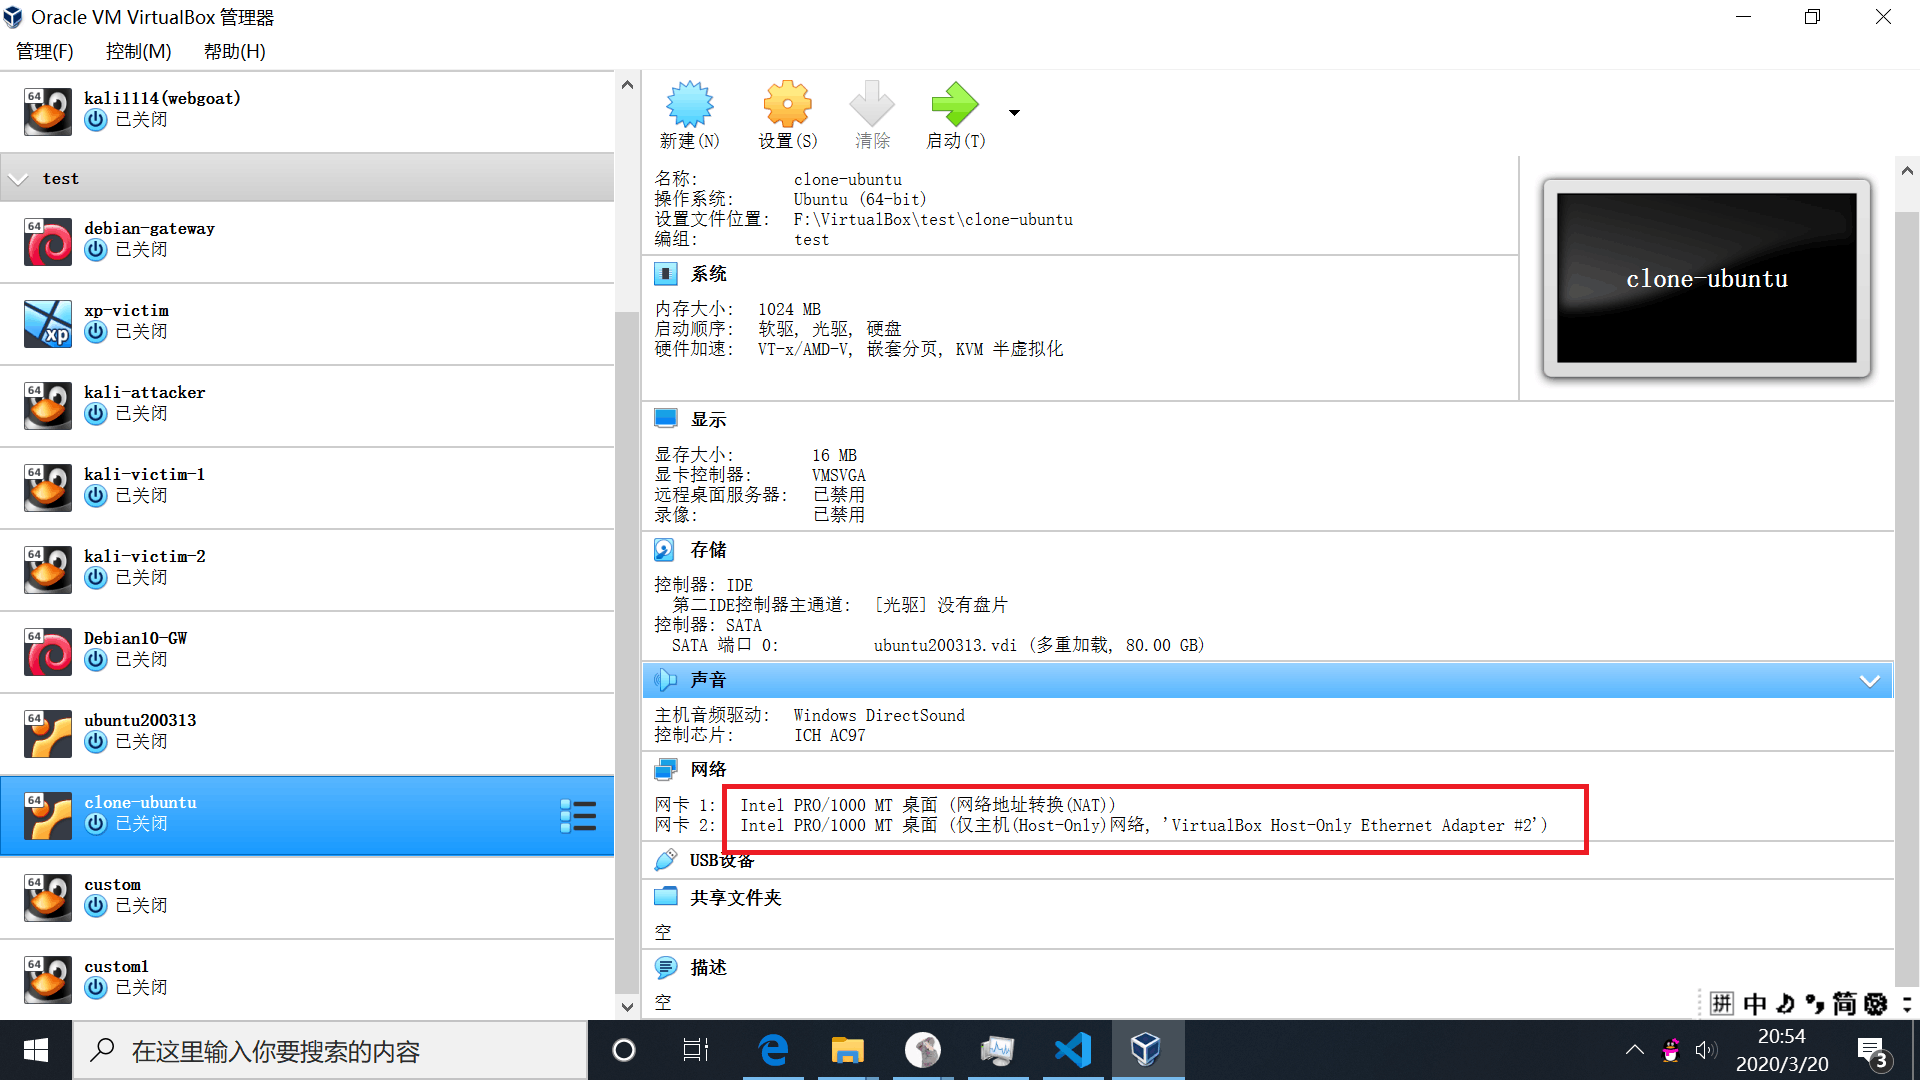 Oracle VM VirtualBox 管理器
管理(F) 控制(M) 帮助(H)
64 kali1114(webgoat)
已关闭
test
64 debian-gateway
已关闭
xp xp-victim
已关闭
64 kali-attacker
已关闭
64 kali-victim-1
已关闭
64 kali-victim-2
已关闭
64 Debian10-GW
已关闭
64 ubuntu200313
已关闭
64 clone-ubuntu
已关闭
64 custom
已关闭
64 custom1
已关闭
新建(N) 设置(S) 清除 启动(T)
名称: clone-ubuntu
操作系统: Ubuntu (64-bit)
设置文件位置: F:\VirtualBox\test\clone-ubuntu
编组: test
clone-ubuntu
系统
内存大小: 1024 MB
启动顺序: 软驱, 光驱, 硬盘
硬件加速: VT-x/AMD-V, 嵌套分页, KVM 半虚拟化
显示
显存大小: 16 MB
显卡控制器: VMSVGA
远程桌面服务器: 已禁用
录像: 已禁用
存储
控制器: IDE
第二IDE控制器主通道: [光驱] 没有盘片
控制器: SATA
SATA 端口 0: ubuntu200313.vdi (多重加载, 80.00 GB)
声音
主机音频驱动: Windows DirectSound
控制芯片: ICH AC97
网络
网卡 1: Intel PRO/1000 MT 桌面 (网络地址转换(NAT))
网卡 2: Intel PRO/1000 MT 桌面 (仅主机(Host-Only)网络, 'VirtualBox Host-Only Ethernet Adapter #2')
USB设备
共享文件夹
空
描述
空
拼 中 简
在这里输入你要搜索的内容
20:54
2020/3/20
3